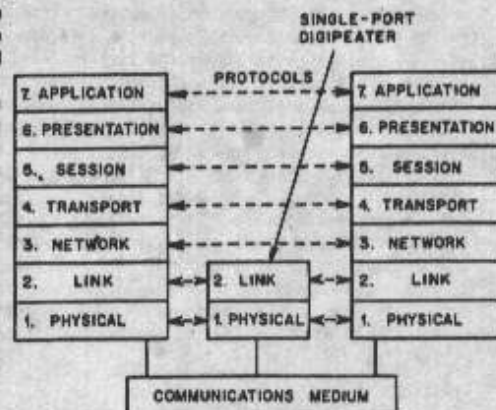 SINGLE-PORT
DIGIPEATER
PROTOCOLS
7. APPLICATION
7. APPLICATION
6. PRESENTATION
6. PRESENTATION
5. SESSION
5. SESSION
4. TRANSPORT
4. TRANSPORT
3. NETWORK
3. NETWORK
2. LINK
2. LINK
2. LINK
1. PHYSICAL
1. PHYSICAL
1. PHYSICAL
COMMUNICATIONS MEDIUM